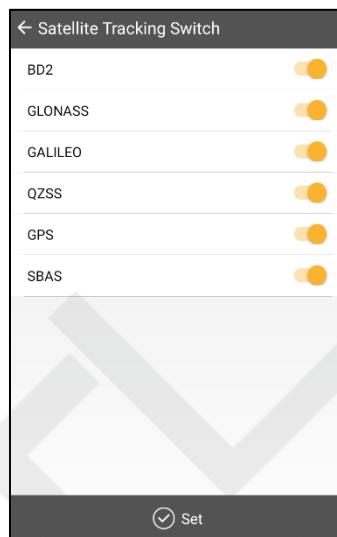 Satellite Tracking Switch
BD2
GLONASS
GALILEO
QZSS
GPS
SBAS
Set